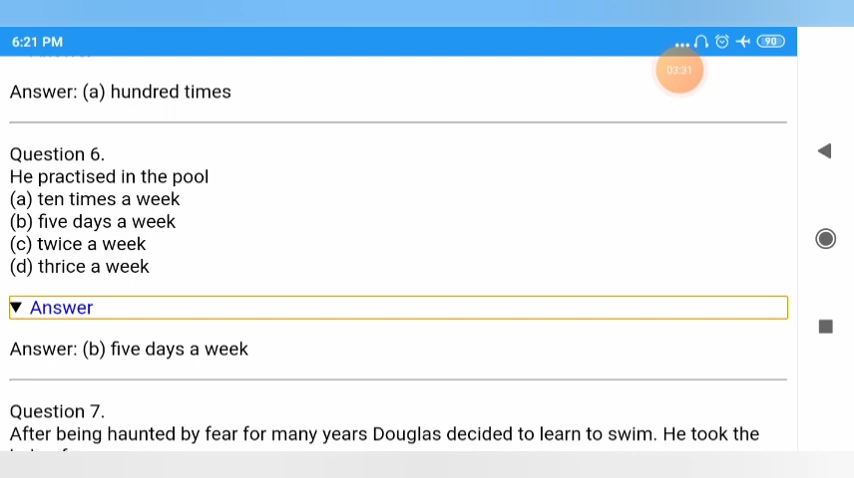 6:21 PM
90
03:31
Answer: (a) hundred times
Question 6.
He practised in the pool
(a) ten times a week
(b) five days a week
(c) twice a week
(d) thrice a week
Answer
Answer: (b) five days a week
Question 7.
After being haunted by fear for many years Douglas decided to learn to swim. He took the